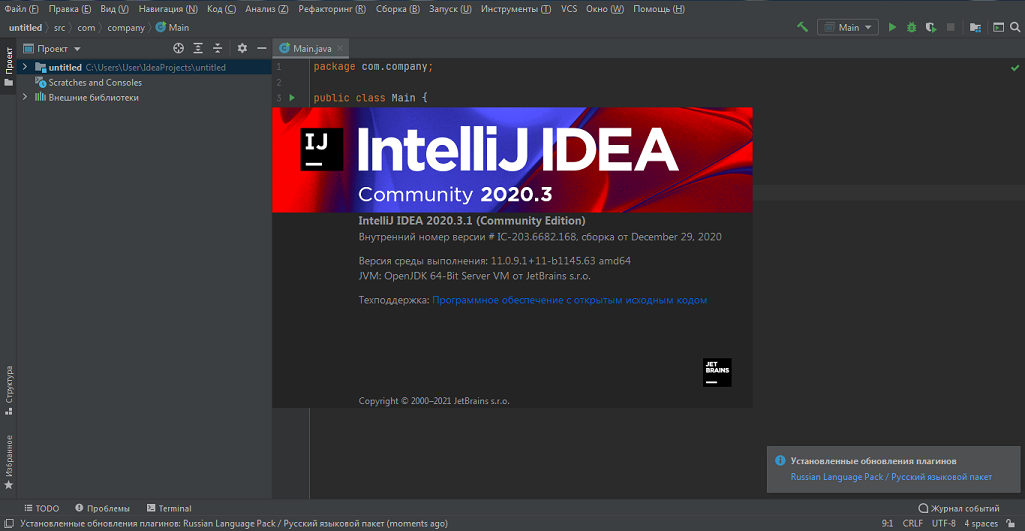 Файл (F) Правка (E) Вид (V) Навигация (N) Код (C) Анализ (Z) Рефакторинг (R) Сборка (B) Запуск (U) Инструменты (T) VCS Окно (W) Помощь (H)
untitled src com company Main
Main
Проект
Проект
Main.java
untitled C:\Users\User\IdeaProjects\untitled
Scratches and Consoles
Внешние библиотеки
1 package com.company;
2
3 public class Main {
IJ
IntelliJ IDEA
Community 2020.3
IntelliJ IDEA 2020.3.1 (Community Edition)
Внутренний номер версии # IC-203.6682.168, сборка от December 29, 2020
Версия среды выполнения: 11.0.9.1+11-b1145.63 amd64
JVM: OpenJDK 64-Bit Server VM от JetBrains s.r.o.
Техподдержка: Программное обеспечение с открытым исходным кодом
JET
BRAINS
Copyright © 2000–2021 JetBrains s.r.o.
Структура
Избранное
Установленные обновления плагинов
Russian Language Pack / Русский языковой пакет
TODO Проблемы Terminal Журнал событий
Установленные обновления плагинов: Russian Language Pack / Русский языковой пакет (moments ago) 9:1 CRLF UTF-8 4 spaces